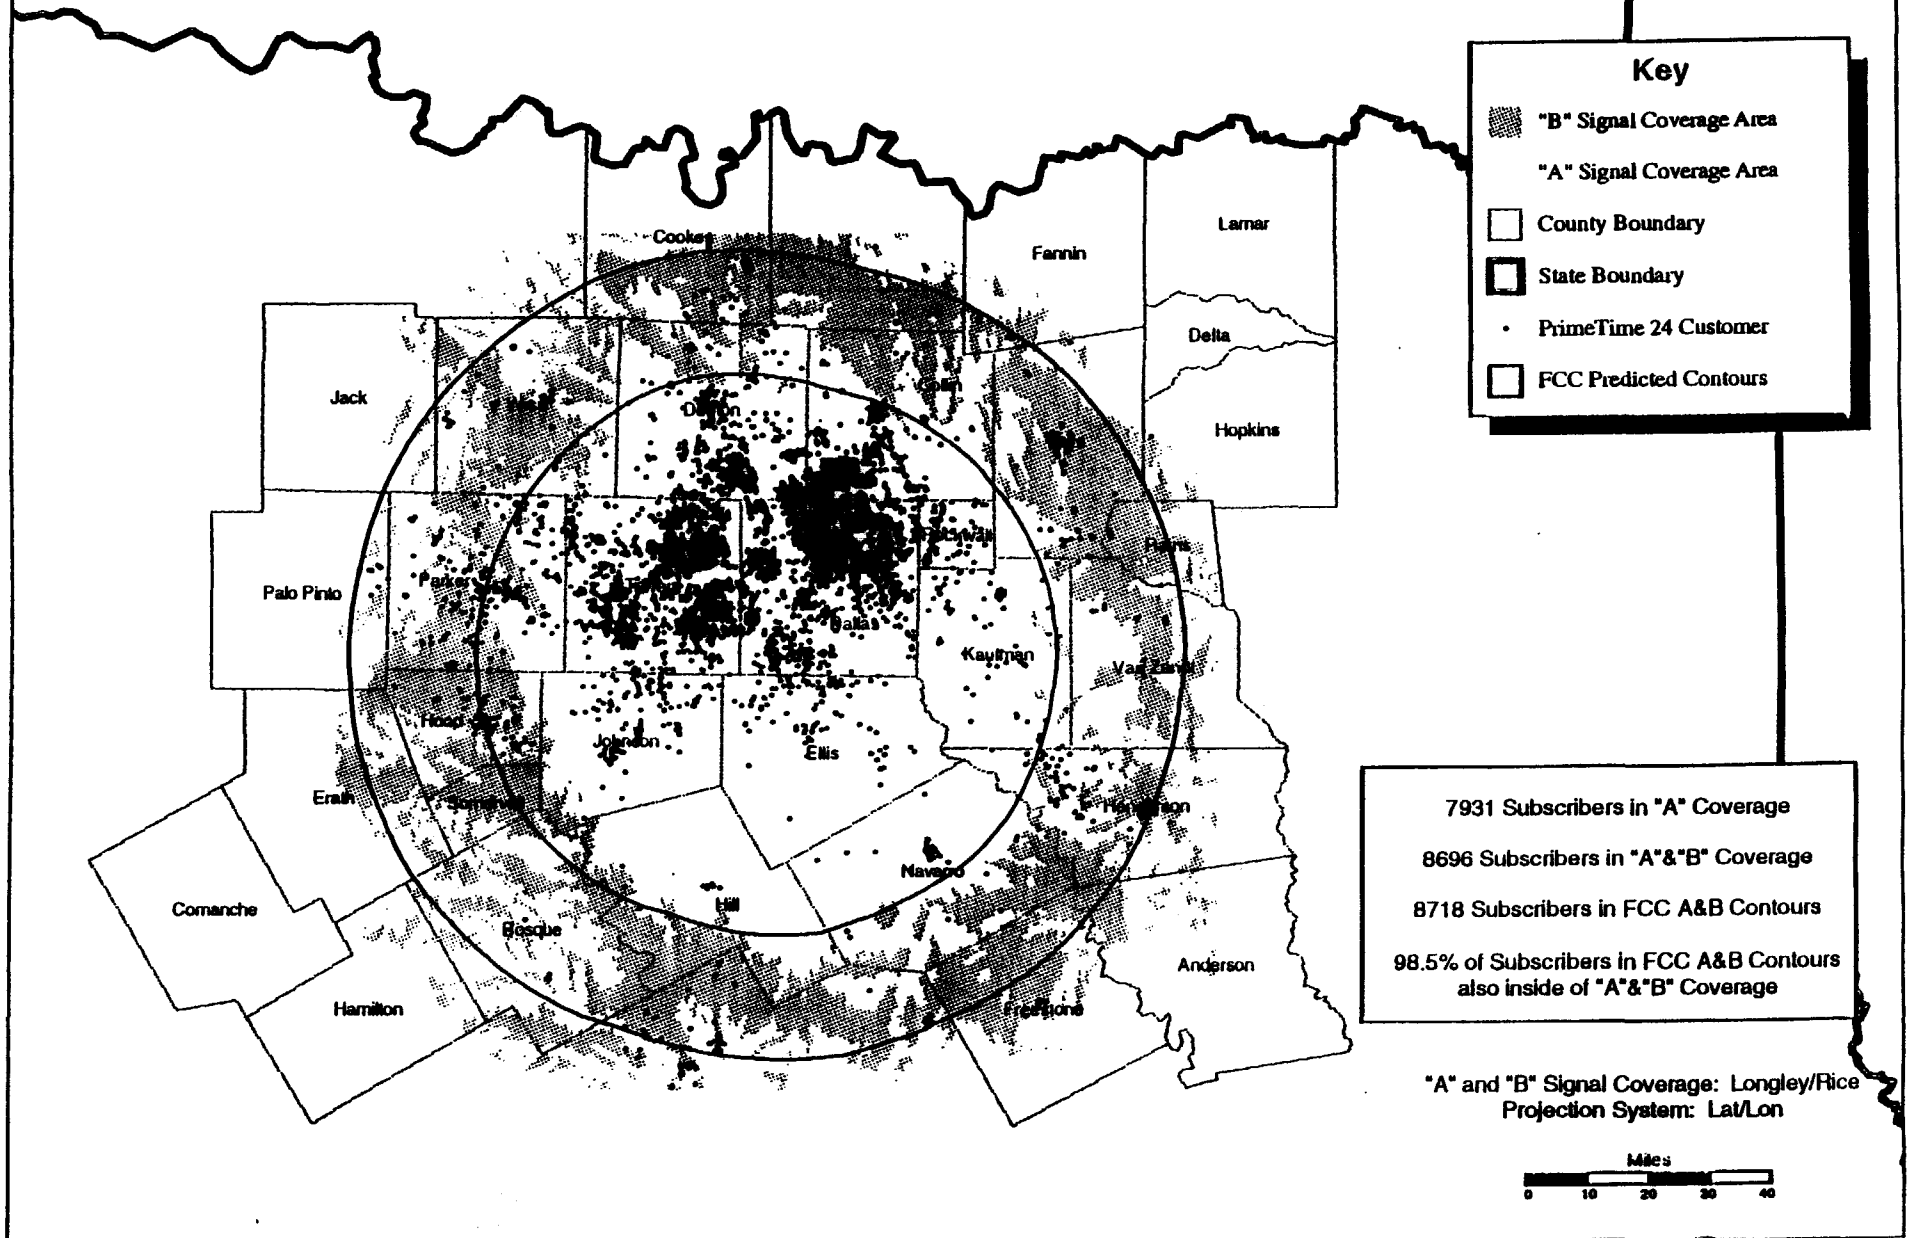 Key
"B" Signal Coverage Area
"A" Signal Coverage Area
County Boundary
State Boundary
PrimeTime 24 Customer
FCC Predicted Contours
Cooke
Fannin
Lamar
Delta
Hopkins
Jack
Collin
Denton
Palo Pinto
Parker
Rockwall
Rains
Dallas
Kaufman
Van Zandt
Hood
Johnson
Ellis
Erath
Somervell
Henderson
Navarro
Hill
Comanche
Bosque
Anderson
Hamilton
Freestone
7931 Subscribers in "A" Coverage
8696 Subscribers in "A"&"B" Coverage
8718 Subscribers in FCC A&B Contours
98.5% of Subscribers in FCC A&B Contours
also inside of "A"&"B" Coverage
"A" and "B" Signal Coverage: Longley/Rice
Projection System: Lat/Lon
Miles
0 10 20 30 40